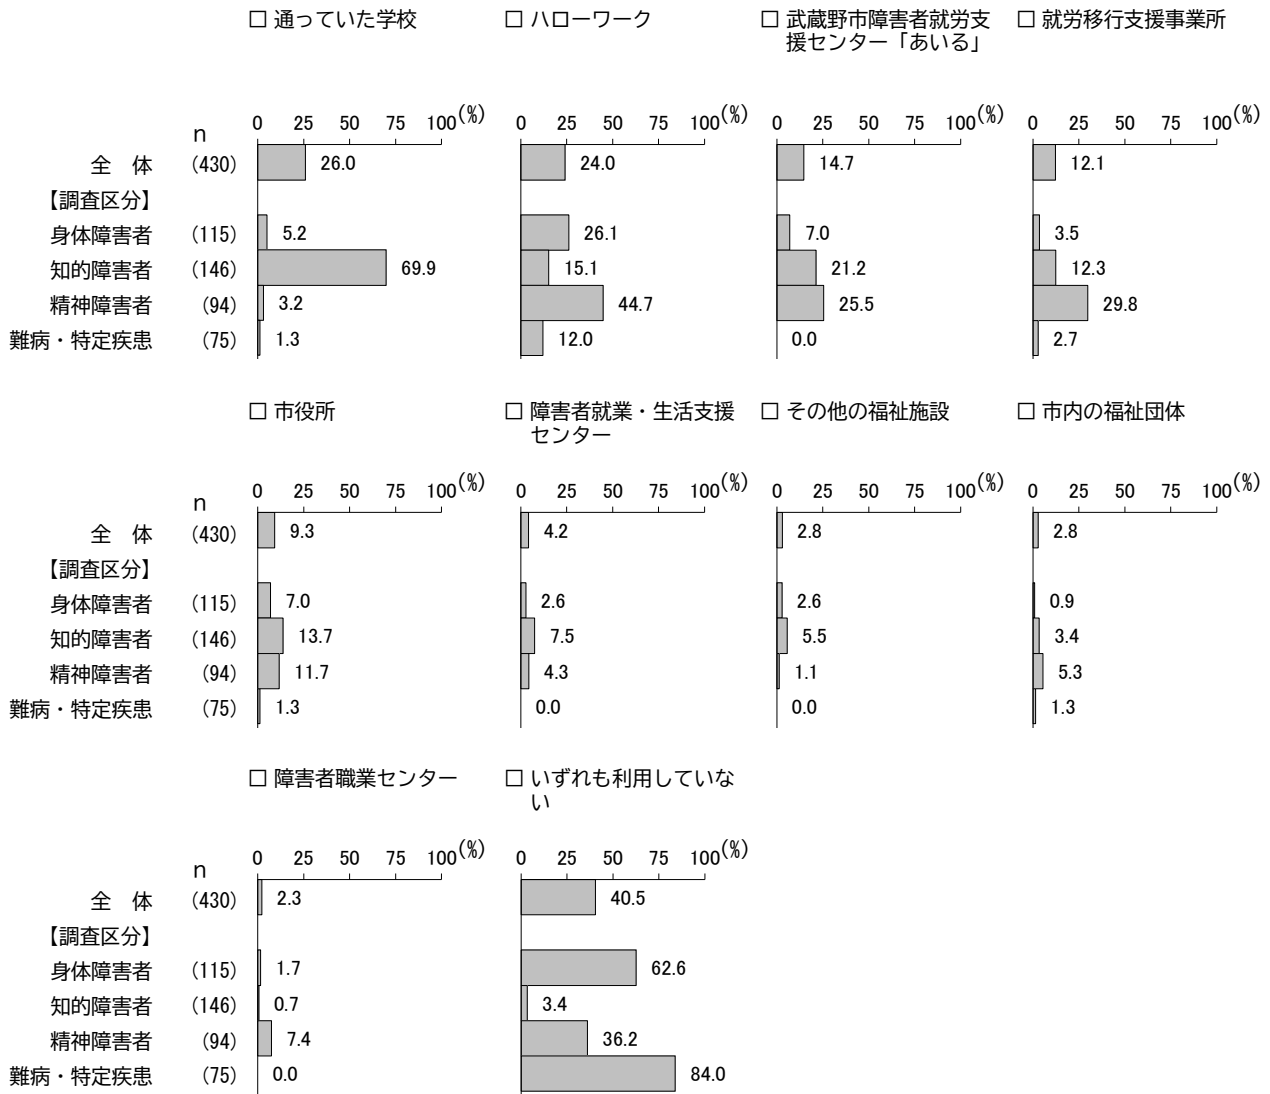 □ 通っていた学校
□ ハローワーク
□ 武蔵野市障害者就労支
援センター「あいる」
□ 就労移行支援事業所
n
0 25 50 75 100(%)
0 25 50 75 100(%)
0 25 50 75 100(%)
0 25 50 75 100(%)
全 体 (430) 26.0 24.0 14.7 12.1
【調査区分】
身体障害者 (115) 5.2 26.1 7.0 3.5
知的障害者 (146) 69.9 15.1 21.2 12.3
精神障害者 (94) 3.2 44.7 25.5 29.8
難病・特定疾患 (75) 1.3 12.0 0.0 2.7
□ 市役所
□ 障害者就業・生活支援
センター
□ その他の福祉施設
□ 市内の福祉団体
n
0 25 50 75 100(%)
0 25 50 75 100(%)
0 25 50 75 100(%)
0 25 50 75 100(%)
全 体 (430) 9.3 4.2 2.8 2.8
【調査区分】
身体障害者 (115) 7.0 2.6 2.6 0.9
知的障害者 (146) 13.7 7.5 5.5 3.4
精神障害者 (94) 11.7 4.3 1.1 5.3
難病・特定疾患 (75) 1.3 0.0 0.0 1.3
□ 障害者職業センター
□ いずれも利用していな
い
n
0 25 50 75 100(%)
0 25 50 75 100(%)
全 体 (430) 2.3 40.5
【調査区分】
身体障害者 (115) 1.7 62.6
知的障害者 (146) 0.7 3.4
精神障害者 (94) 7.4 36.2
難病・特定疾患 (75) 0.0 84.0